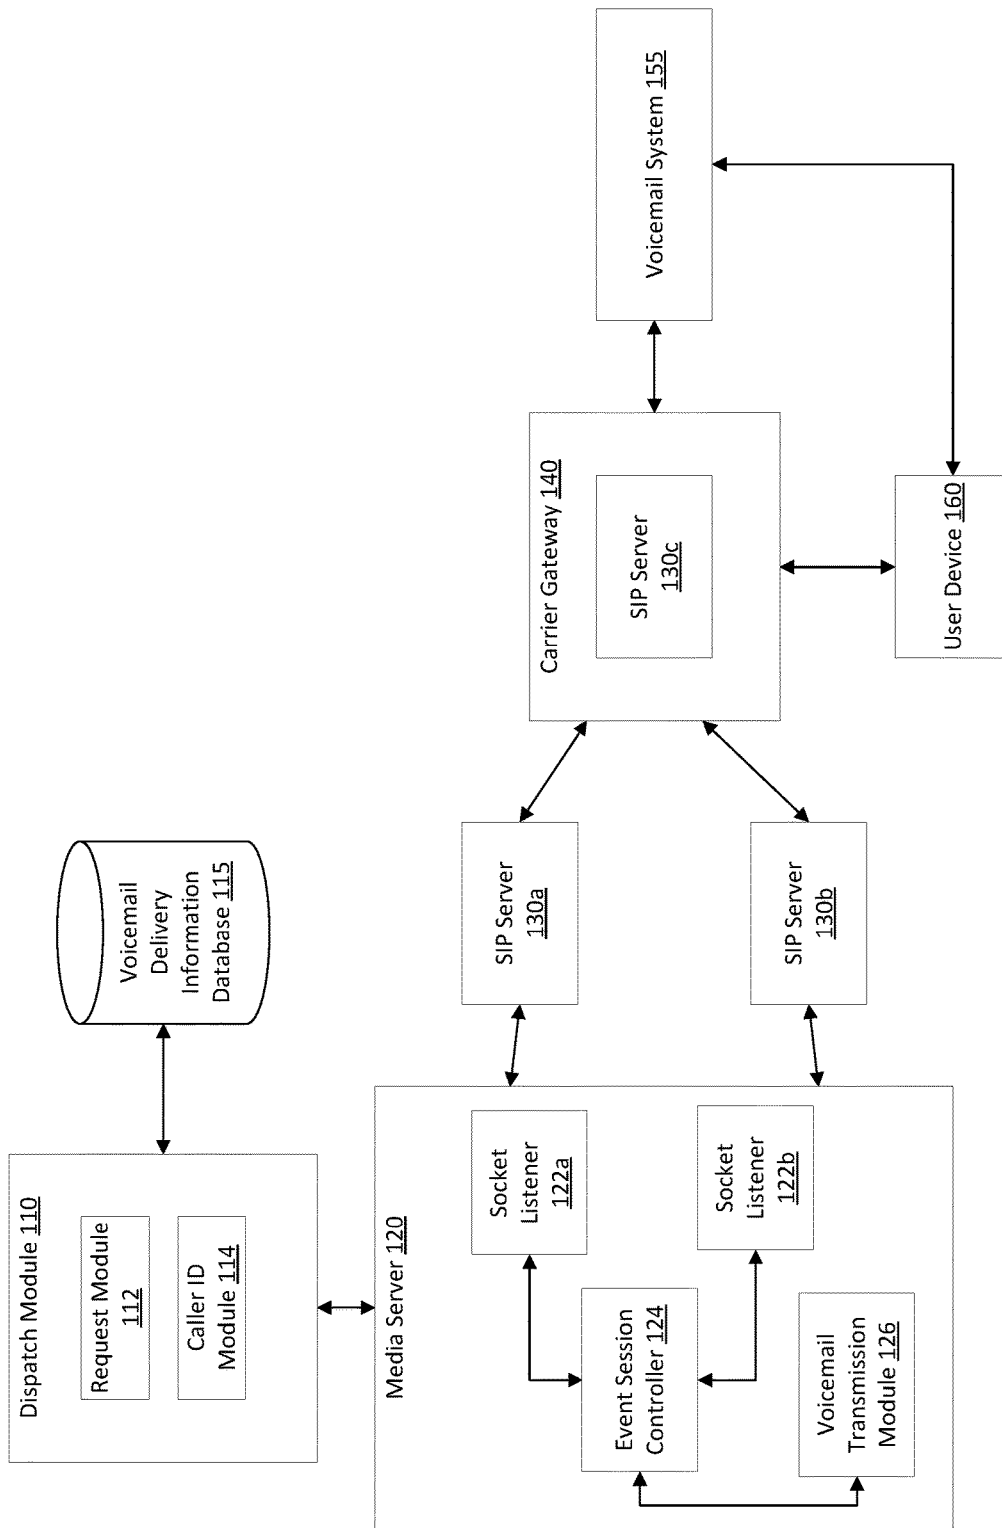 Dispatch Module 110
Request Module
112
Caller ID
Module 114
Voicemail
Delivery
Information
Database 115
Media Server 120
Socket
Listener
122a
Event Session
Controller 124
Socket
Listener
122b
Voicemail
Transmission
Module 126
SIP Server
130a
SIP Server
130b
Carrier Gateway 140
SIP Server
130c
Voicemail System 155
User Device 160